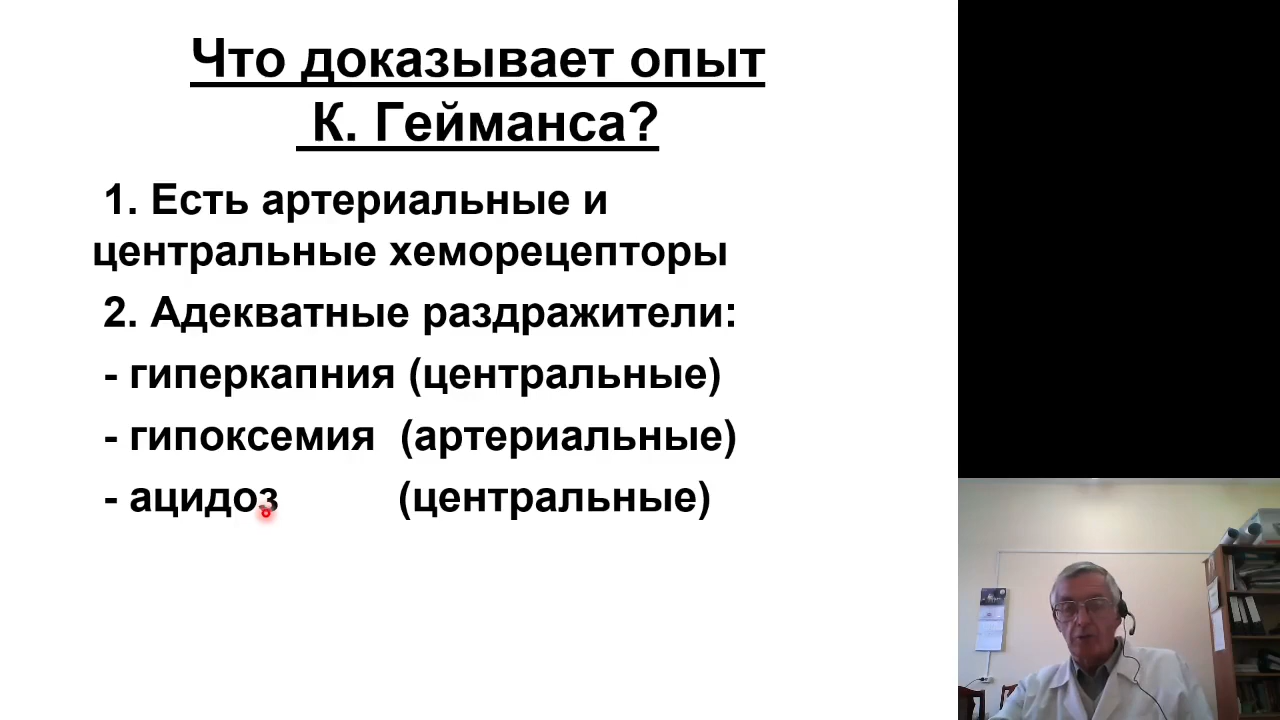 Что доказывает опыт
К. Гейманса?
1. Есть артериальные и
центральные хеморецепторы
2. Адекватные раздражители:
- гиперкапния (центральные)
- гипоксемия (артериальные)
- ацидоз (центральные)